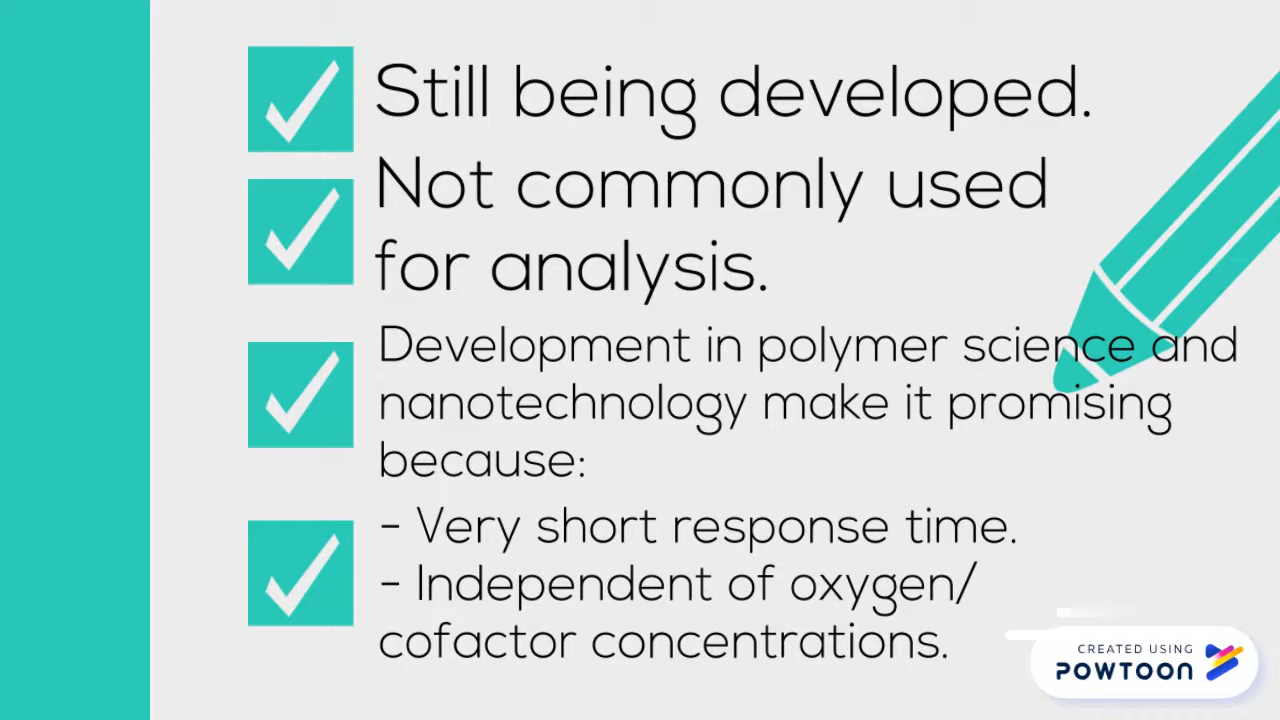 Still being developed.
Not commonly used
for analysis.
Development in polymer science and
nanotechnology make it promising
because:
- Very short response time.
- Independent of oxygen/
cofactor concentrations.
CREATED USING
POWTOON